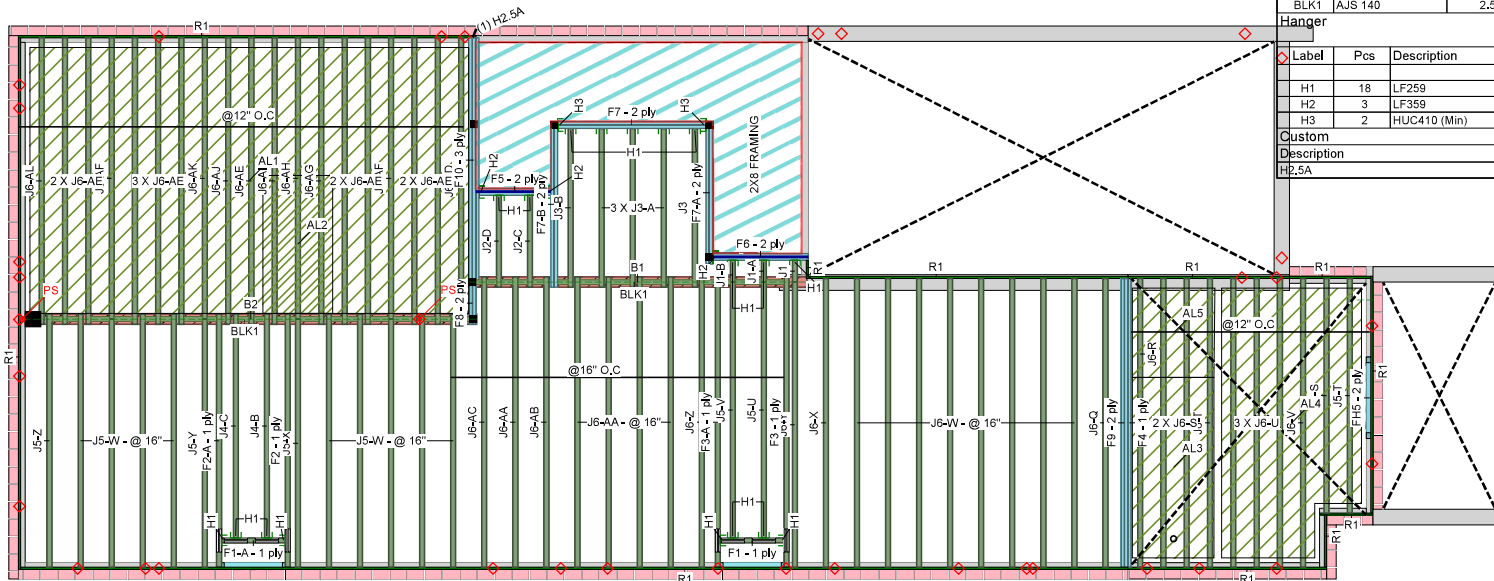 BLK1 AJS 140 2.5
Hanger
Label Pcs Description
H1 18 LF259
H2 3 LF359
H3 2 HUC410 (Min)
Custom
Description
H2.5A
(1) H2.5A
R1
@12" O.C
J6-AL
2 X J6-AE
3 X J6-AE
J6-AK
J6-AJ
J6-AE
AL1
J6-AH
J6-AG
2 X J6-AE
2 X J6-AE
AL2
F10 - 3 ply
H2
F5 - 2 ply
H1
J2-D
J2-C
F7-B - 2 ply
H3
F7 - 2 ply
H3
H1
H2
J3-B
3 X J3-A
J3
F7-A - 2 ply
2X8 FRAMING
F6 - 2 ply
H2
J1-B
J1-A
J1
R1
H1
H1
B1
BLK1
PS
B2
BLK1
PS
F8 - 2 ply
R1
R1
R1
R1
@16" O.C
@12" O.C
AL5
J6-R
J5-Z
J5-W - @ 16"
J5-Y
F2-A - 1 ply
J4-C
J4-B
F2 - 1 ply
J5-X
J5-W - @ 16"
J6-AC
J6-AA
J6-AB
J6-AA - @ 16"
J6-Z
F3-A - 1 ply
J5-V
J5-U
F3 - 1 ply
J6-X
J6-W - @ 16"
J6-Q
F9 - 2 ply
F4 - 1 ply
2 X J6-S
AL3
3 X J6-U
J6-V
AL4
J5-T
H5 - 2 ply
R1
H1
H1
H1
F1-A - 1 ply
H1
H1
H1
F1 - 1 ply
R1
R1
R1
R1